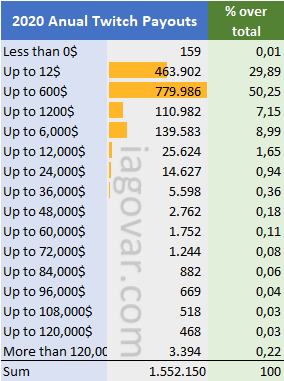 2020 Anual Twitch Payouts % over total
Less than 0$ 159 0,01
Up to 12$ 463.902 29,89
Up to 600$ 779.986 50,25
Up to 1200$ 110.982 7,15
Up to 6,000$ 139.583 8,99
Up to 12,000$ 25.624 1,65
Up to 24,000$ 14.627 0,94
Up to 36,000$ 5.598 0,36
Up to 48,000$ 2.762 0,18
Up to 60,000$ 1.752 0,11
Up to 72,000$ 1.244 0,08
Up to 84,000$ 882 0,06
Up to 96,000$ 669 0,04
Up to 108,000$ 518 0,03
Up to 120,000$ 468 0,03
More than 120,00 3.394 0,22
Sum 1.552.150 100
iagovar.com